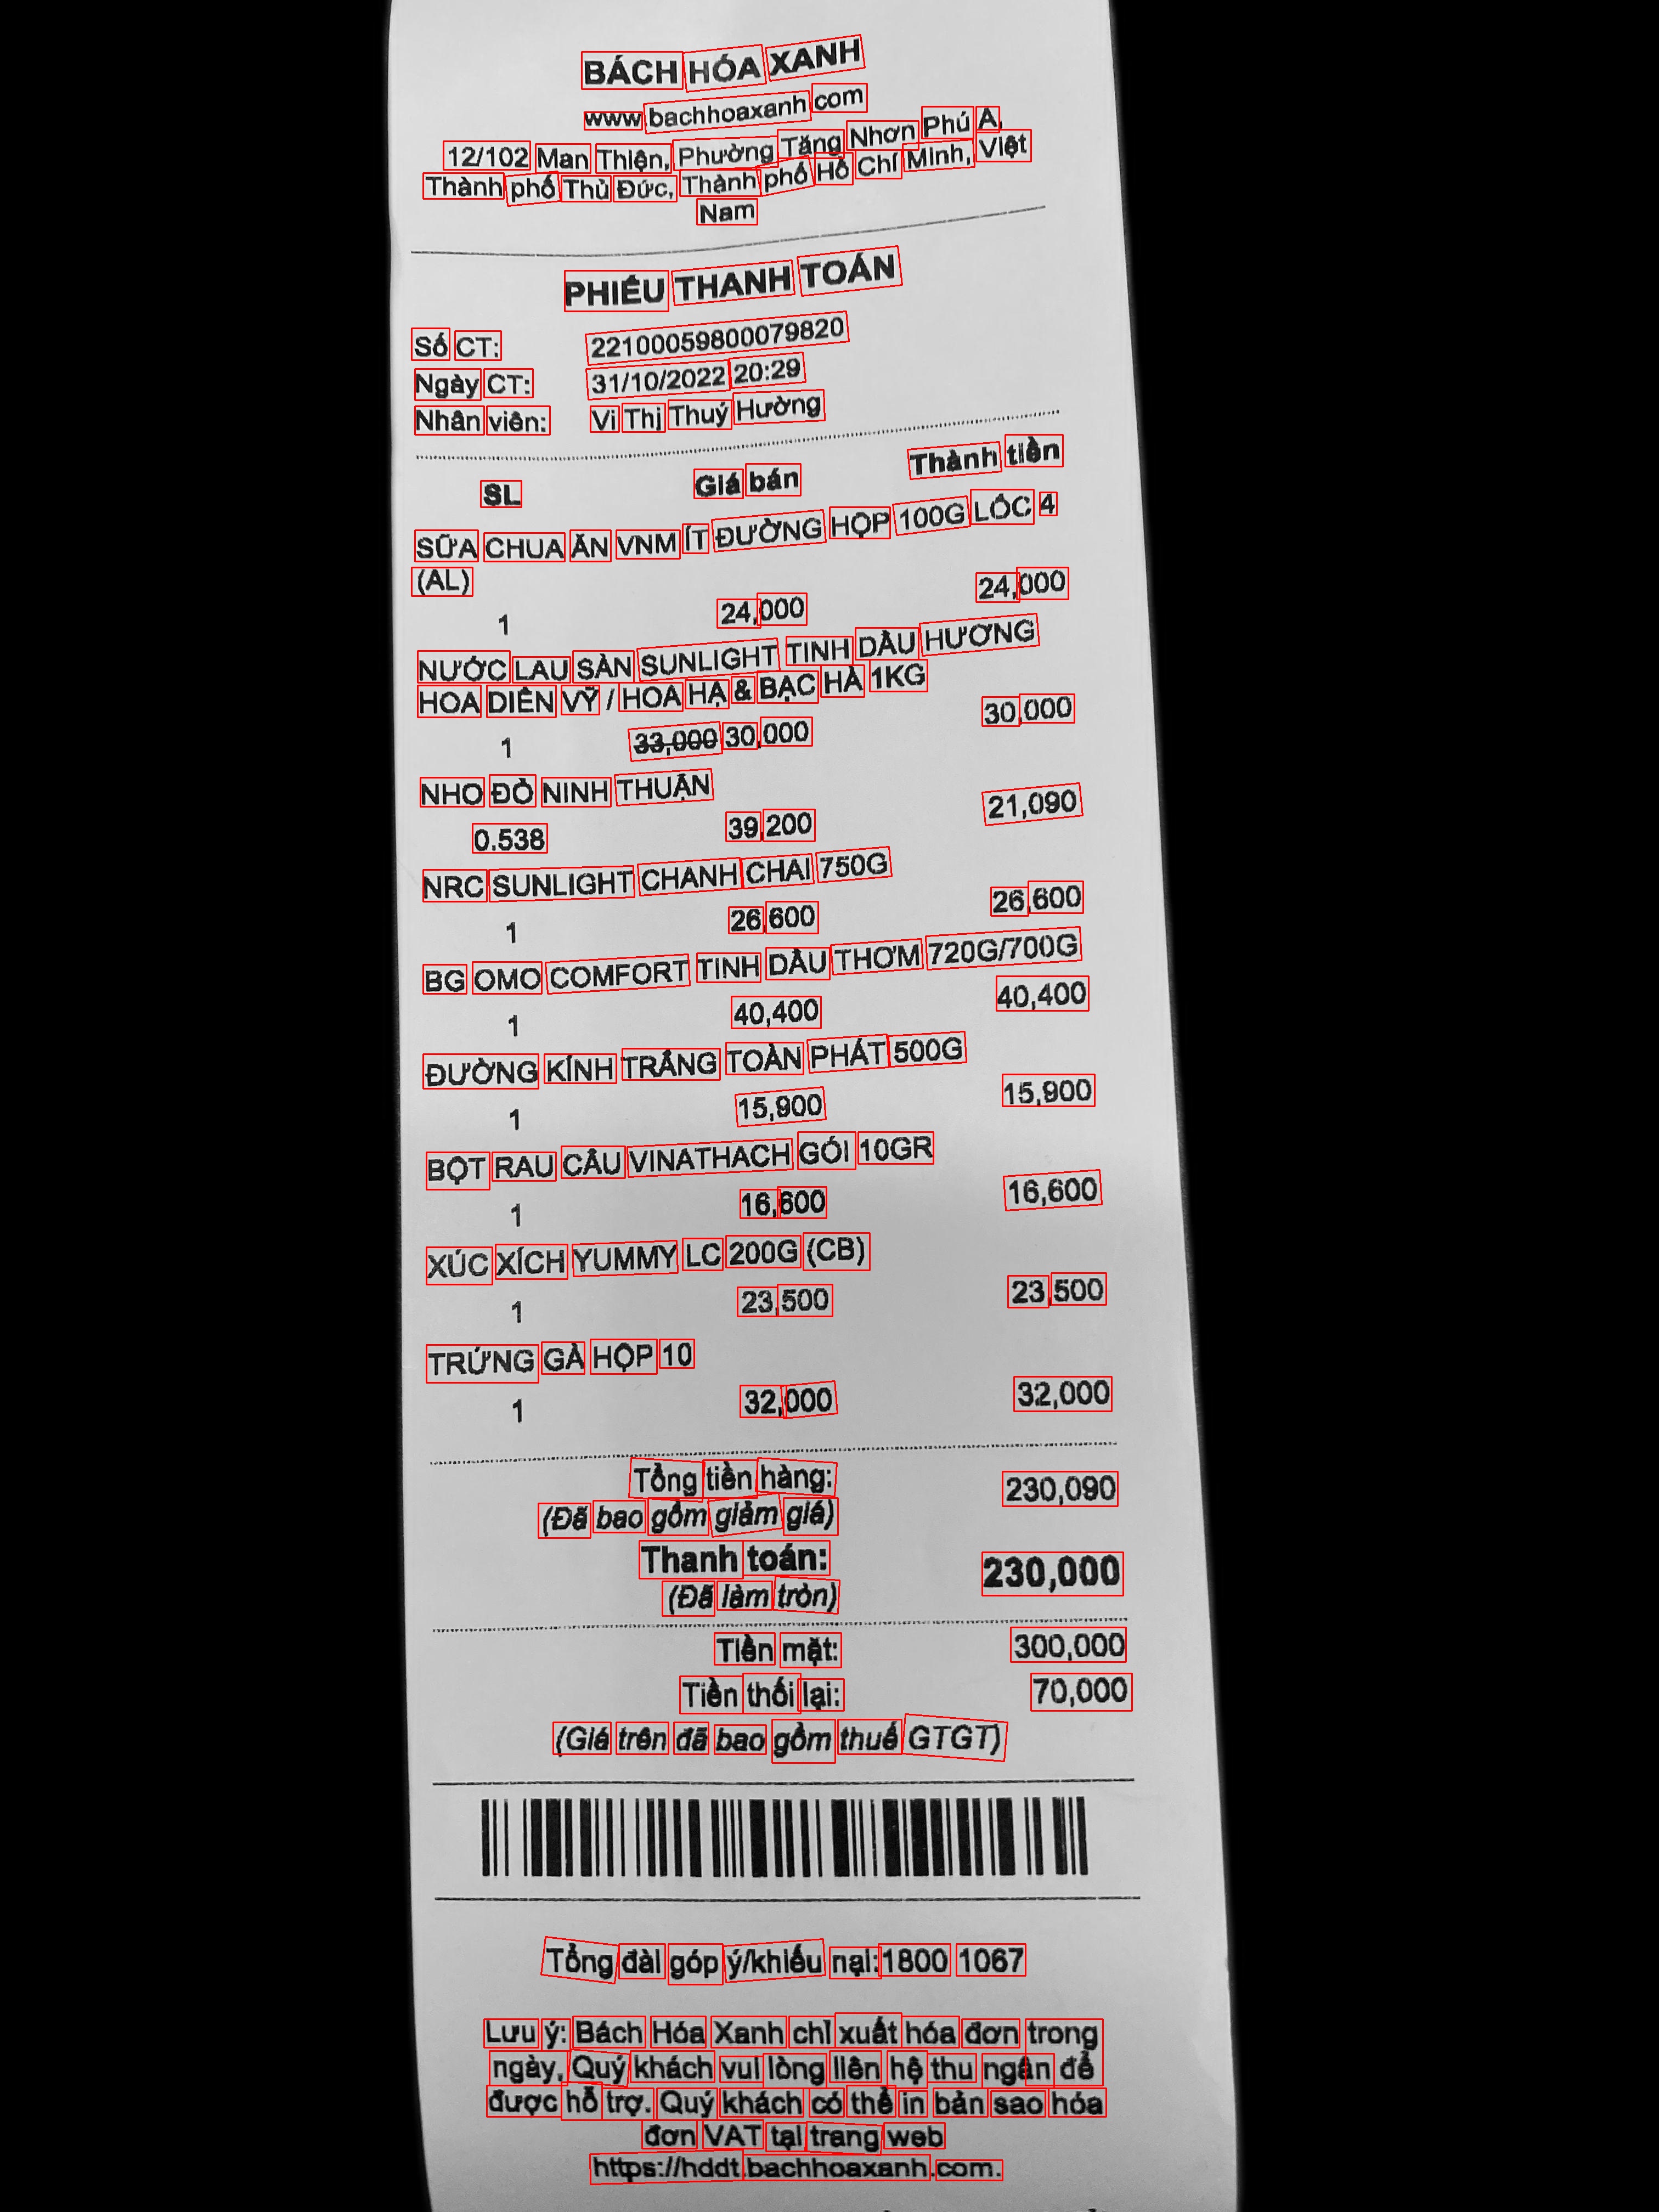 BÁCH HÓA XANH
www.bachhoaxanh.com
12/102 Man Thiện, Phường Tăng Nhơn Phú A,
Thành phố Thủ Đức, Thành phố Hồ Chí Minh, Việt
Nam
PHIẾU THANH TOÁN
Số CT: 22100059800079820
Ngày CT: 31/10/2022 20:29
Nhân viên: Vi Thị Thuý Hường
SL Giá bán Thành tiền
SỮA CHUA ĂN VNM ÍT ĐƯỜNG HỘP 100G LỐC 4
(AL)
1 24,000 24,000
NƯỚC LAU SÀN SUNLIGHT TINH DẦU HƯƠNG
HOA DIÊN VỸ / HOA HẠ & BẠC HÀ 1KG
1 33,000 30,000 30,000
NHO ĐỎ NINH THUẬN
0.538 39,200 21,090
NRC SUNLIGHT CHANH CHAI 750G
1 26,600 26,600
BG OMO COMFORT TINH DẦU THƠM 720G/700G
1 40,400 40,400
ĐƯỜNG KÍNH TRẮNG TOÀN PHÁT 500G
1 15,900 15,900
BỘT RAU CÂU VINATHACH GÓI 10GR
1 16,600 16,600
XÚC XÍCH YUMMY LC 200G (CB)
1 23,500 23,500
TRỨNG GÀ HỘP 10
1 32,000 32,000
Tổng tiền hàng: 230,090
(Đã bao gồm giảm giá)
Thanh toán: 230,000
(Đã làm tròn)
Tiền mặt: 300,000
Tiền thối lại: 70,000
(Giá trên đã bao gồm thuế GTGT)
Tổng đài góp ý/khiếu nại: 1800 1067
Lưu ý: Bách Hóa Xanh chỉ xuất hóa đơn trong
ngày, Quý khách vui lòng liên hệ thu ngân để
được hỗ trợ. Quý khách có thể in bản sao hóa
đơn VAT tại trang web
https://hddt.bachhoaxanh.com.